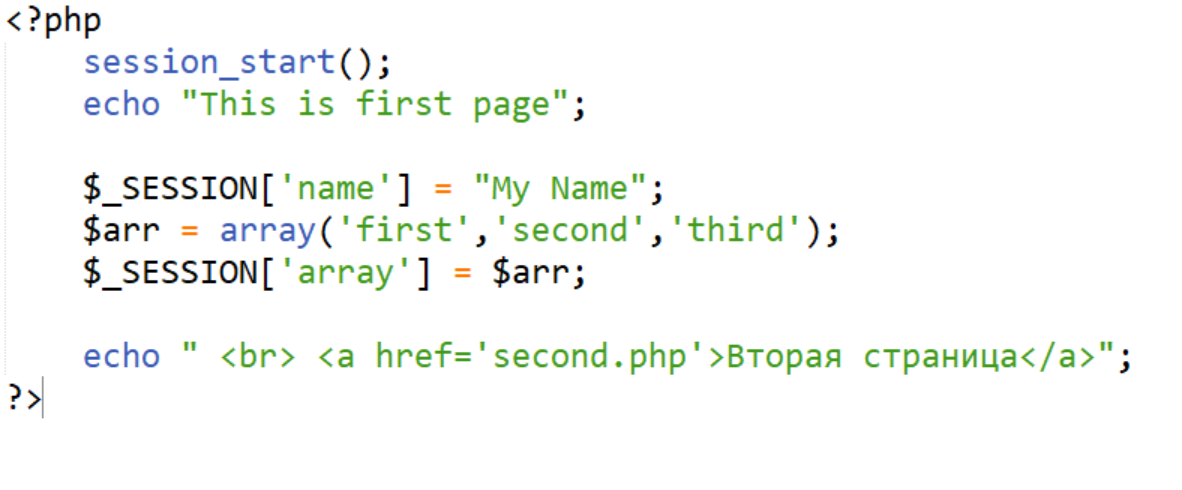 <?php
session_start();
echo "This is first page";
$_SESSION['name'] = "My Name";
$arr = array('first','second','third');
$_SESSION['array'] = $arr;
echo " <br> <a href='second.php'>Вторая страница</a>";
?>